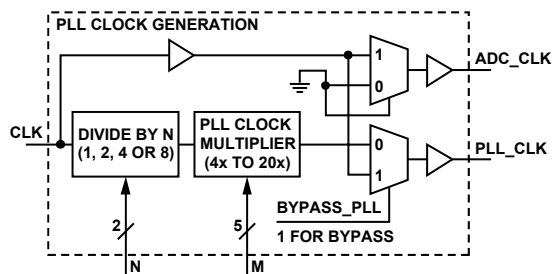 PLL CLOCK GENERATION
1
0
ADC_CLK
CLK
DIVIDE BY N
(1, 2, 4 OR 8)
PLL CLOCK
MULTIPLIER
(4x TO 20x)
0
1
PLL_CLK
BYPASS_PLL
1 FOR BYPASS
2
5
N
M